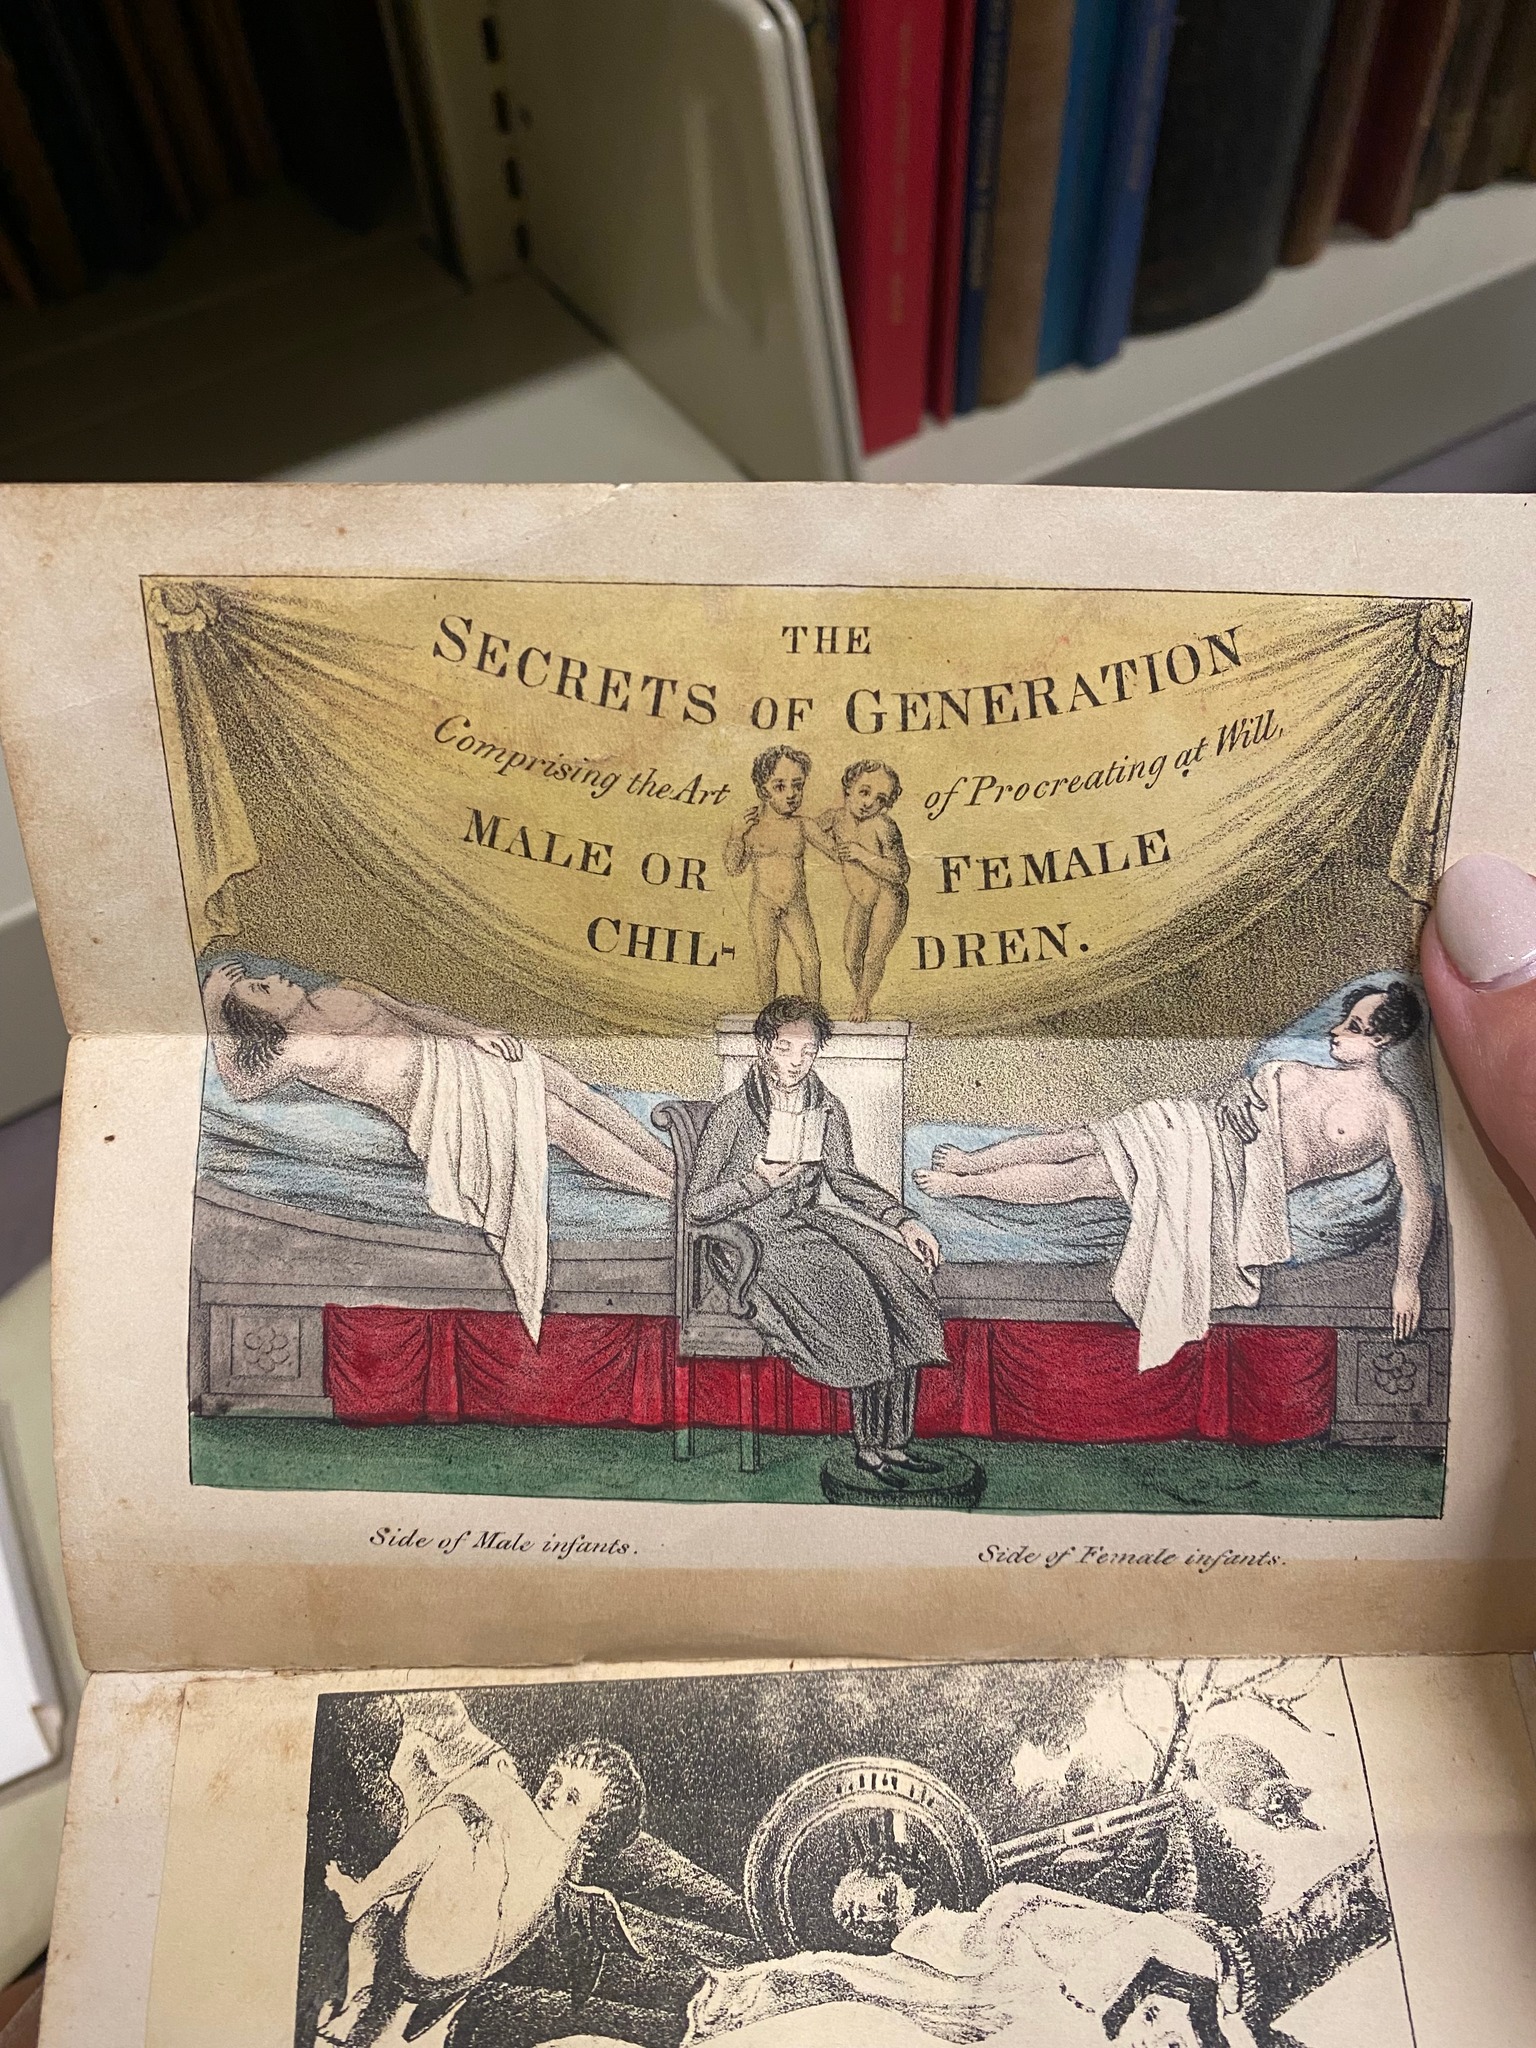 THE
SECRETS OF GENERATION
Comprising the Art of Procreating at Will,
MALE OR FEMALE
CHIL- DREN.
Side of Male infants.
Side of Female infants.